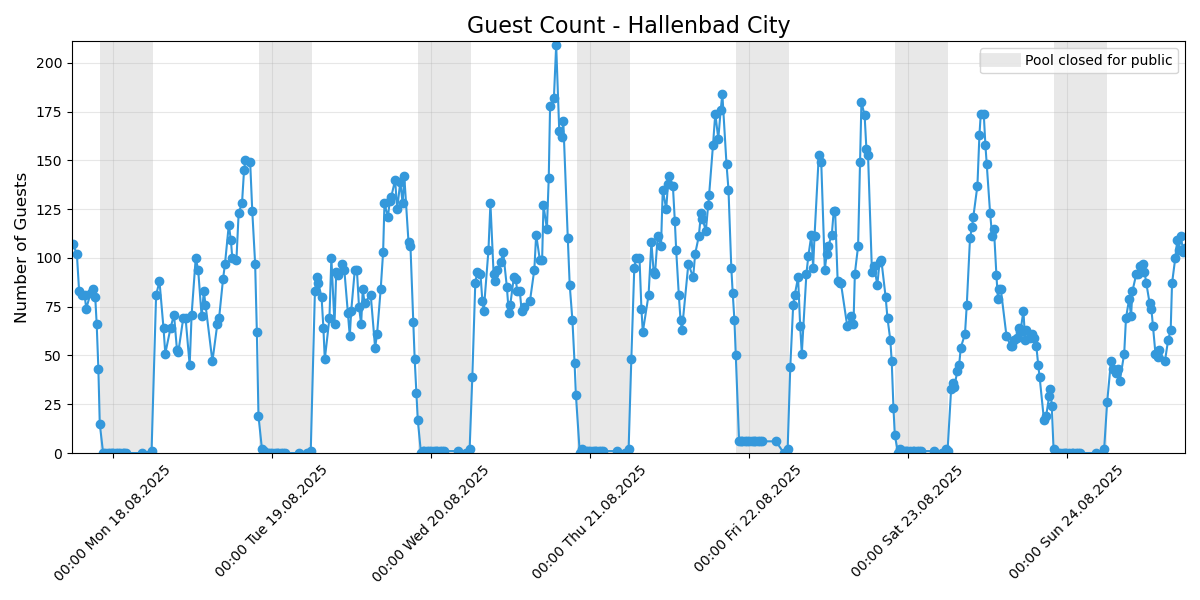 Guest Count - Hallenbad City
Pool closed for public
Number of Guests
200
175
150
125
100
75
50
25
0
00:00 Mon 18.08.2025
00:00 Tue 19.08.2025
00:00 Wed 20.08.2025
00:00 Thu 21.08.2025
00:00 Fri 22.08.2025
00:00 Sat 23.08.2025
00:00 Sun 24.08.2025